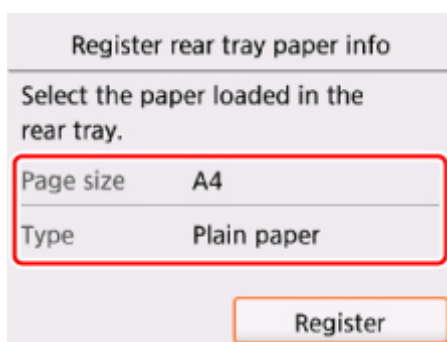 Register rear tray paper info
Select the paper loaded in the
rear tray.
Page size A4
Type Plain paper
Register